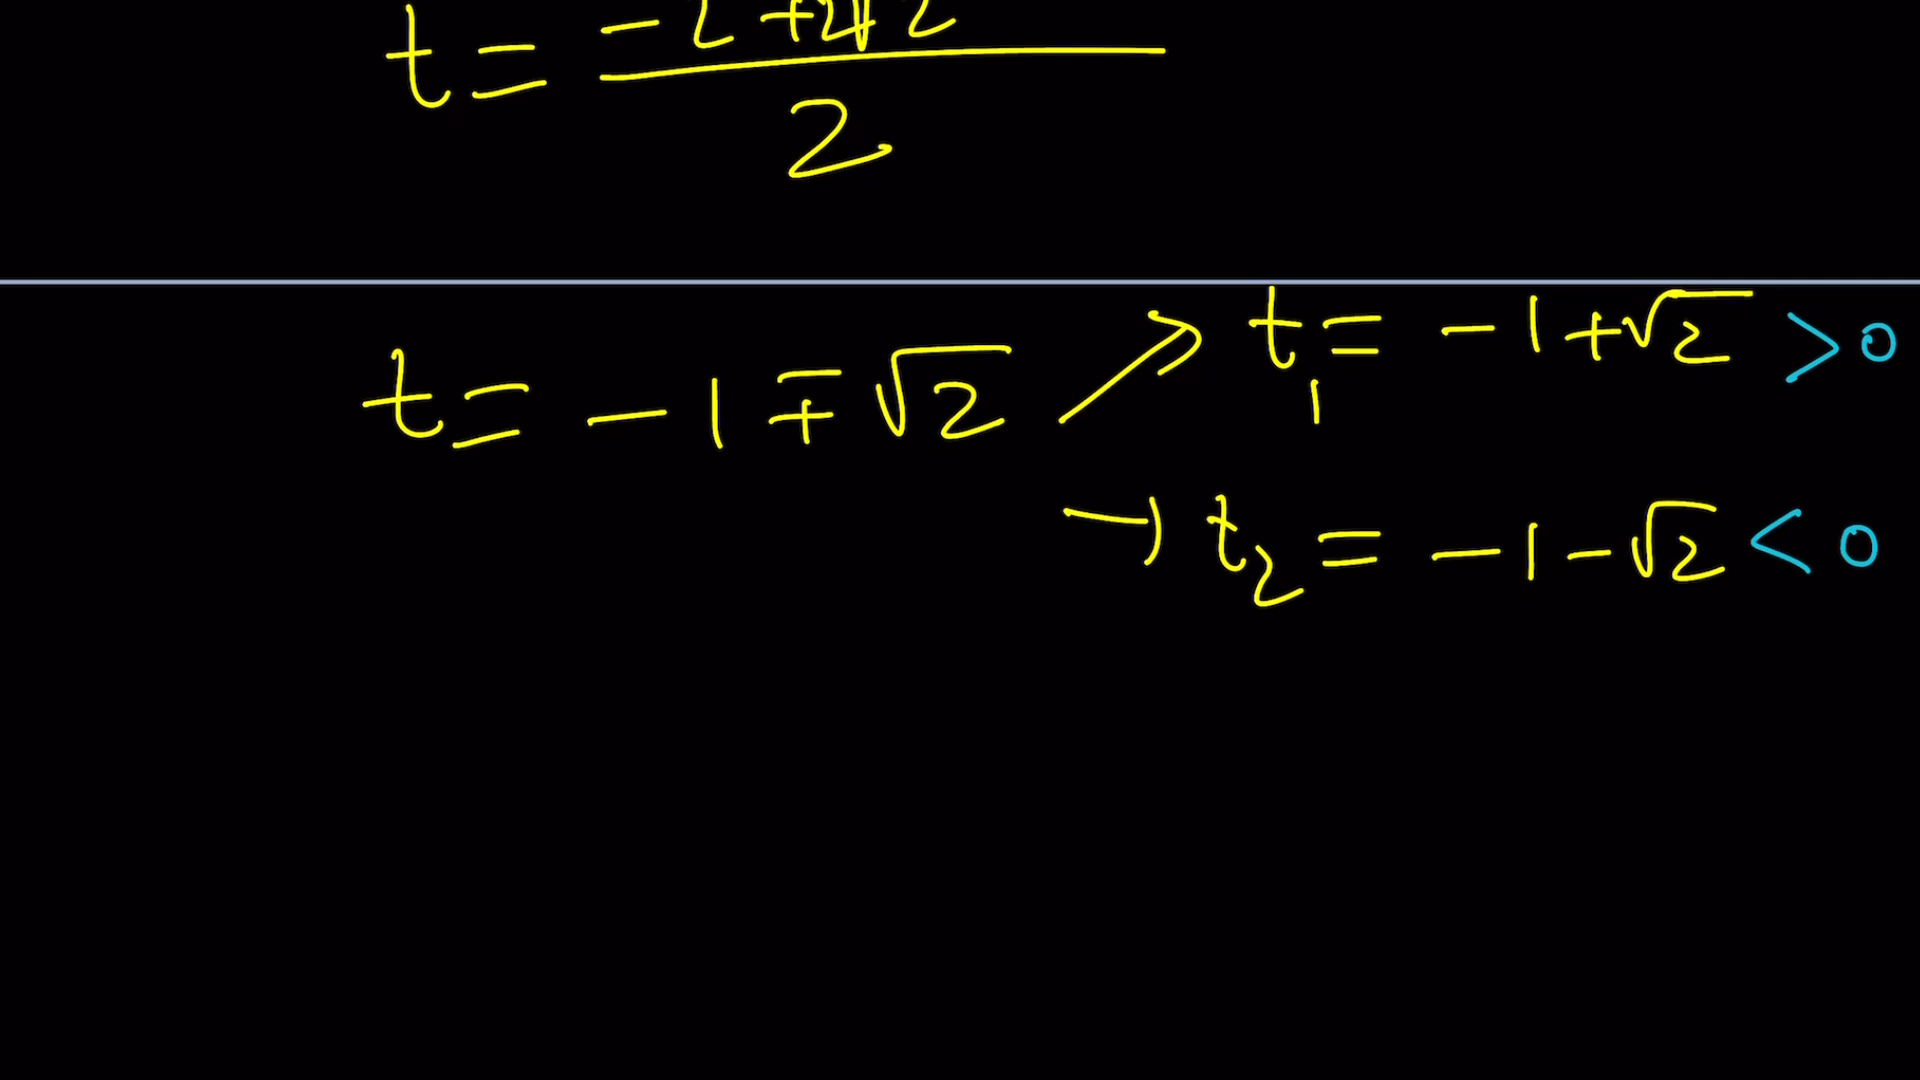 t = -2 ∓ 2√2
2
t = -1 ∓ √2
t₁ = -1 + √2 > 0
t₂ = -1 - √2 < 0